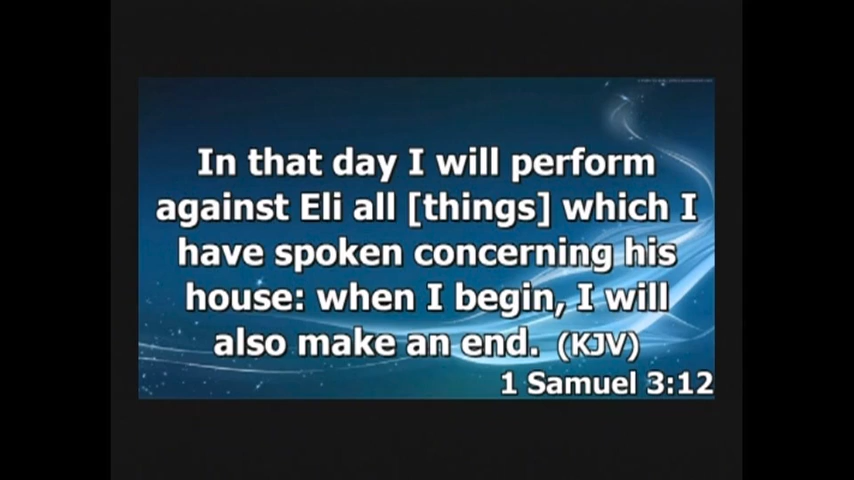 In that day I will perform
against Eli all [things] which I
have spoken concerning his
house: when I begin, I will
also make an end. (KJV)
1 Samuel 3:12